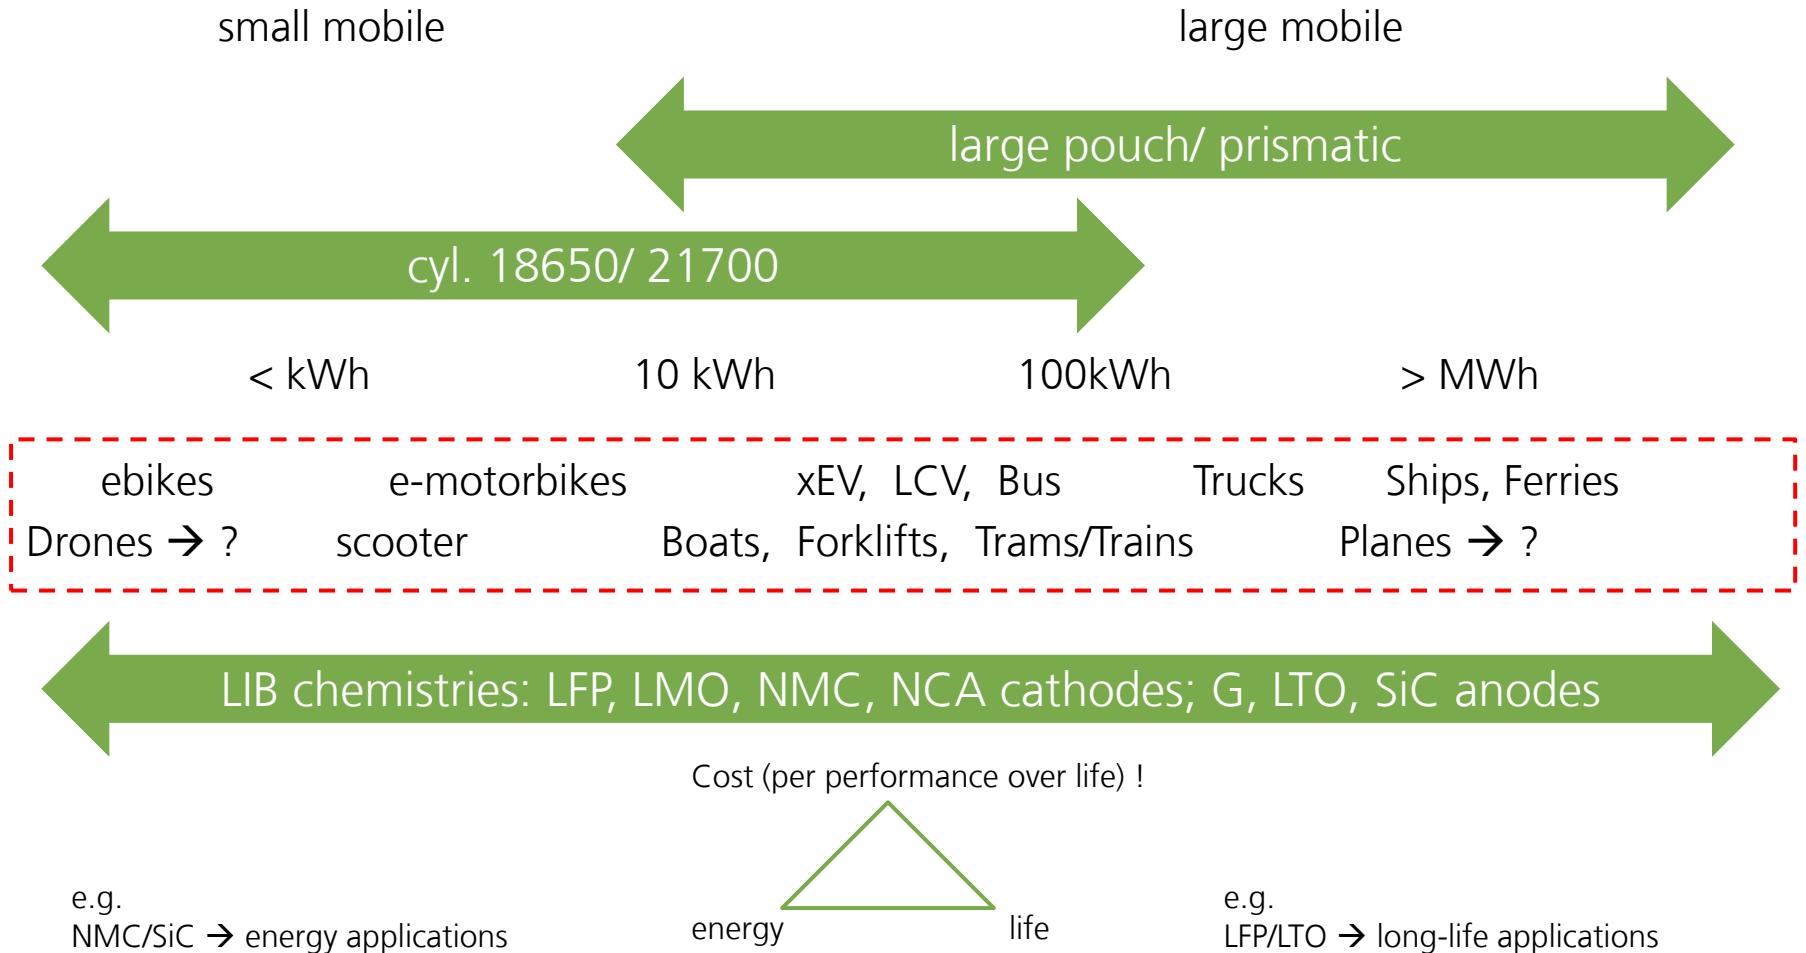 small mobile large mobile
large pouch/ prismatic
cyl. 18650/ 21700
< kWh 10 kWh 100kWh > MWh
ebikes e-motorbikes xEV, LCV, Bus Trucks Ships, Ferries
Drones → ? scooter Boats, Forklifts, Trams/Trains Planes → ?
LIB chemistries: LFP, LMO, NMC, NCA cathodes; G, LTO, SiC anodes
Cost (per performance over life) !
e.g. e.g.
NMC/SiC → energy applications energy life LFP/LTO → long-life applications